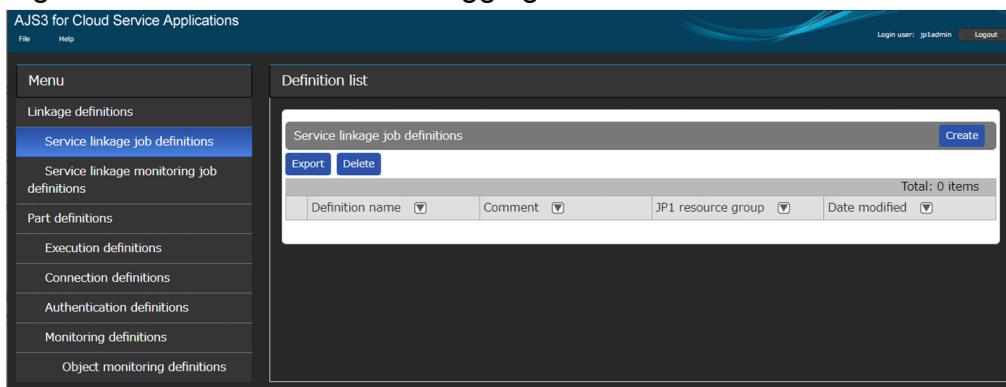 AJS3 for Cloud Service Applications
File Help
Login user: jp1admin Logout
Menu
Linkage definitions
Service linkage job definitions
Service linkage monitoring job
definitions
Part definitions
Execution definitions
Connection definitions
Authentication definitions
Monitoring definitions
Object monitoring definitions
Definition list
Service linkage job definitions
Create
Export Delete
Total: 0 items
Definition name Comment JP1 resource group Date modified